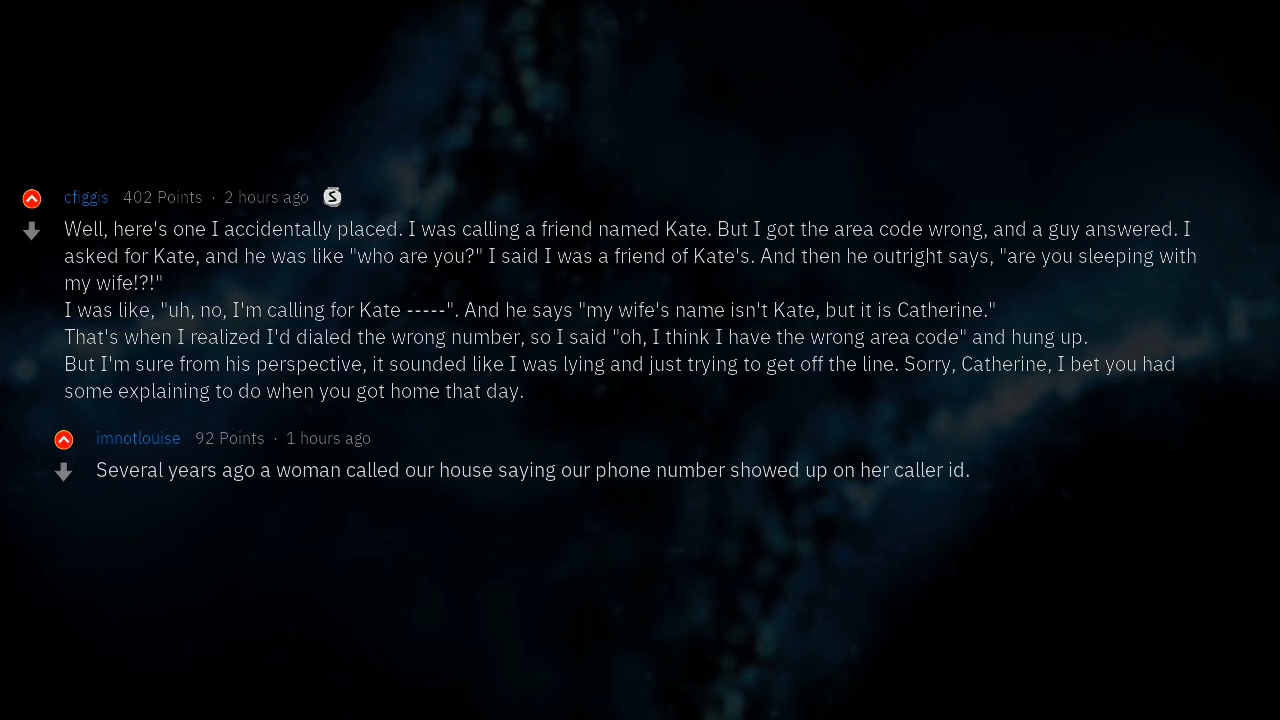 cfiggis 402 Points · 2 hours ago S
Well, here's one I accidentally placed. I was calling a friend named Kate. But I got the area code wrong, and a guy answered. I
asked for Kate, and he was like "who are you?" I said I was a friend of Kate's. And then he outright says, "are you sleeping with
my wife!?!"
I was like, "uh, no, I'm calling for Kate -----". And he says "my wife's name isn't Kate, but it is Catherine."
That's when I realized I'd dialed the wrong number, so I said "oh, I think I have the wrong area code" and hung up.
But I'm sure from his perspective, it sounded like I was lying and just trying to get off the line. Sorry, Catherine, I bet you had
some explaining to do when you got home that day.
imnotlouise 92 Points · 1 hours ago
Several years ago a woman called our house saying our phone number showed up on her caller id.